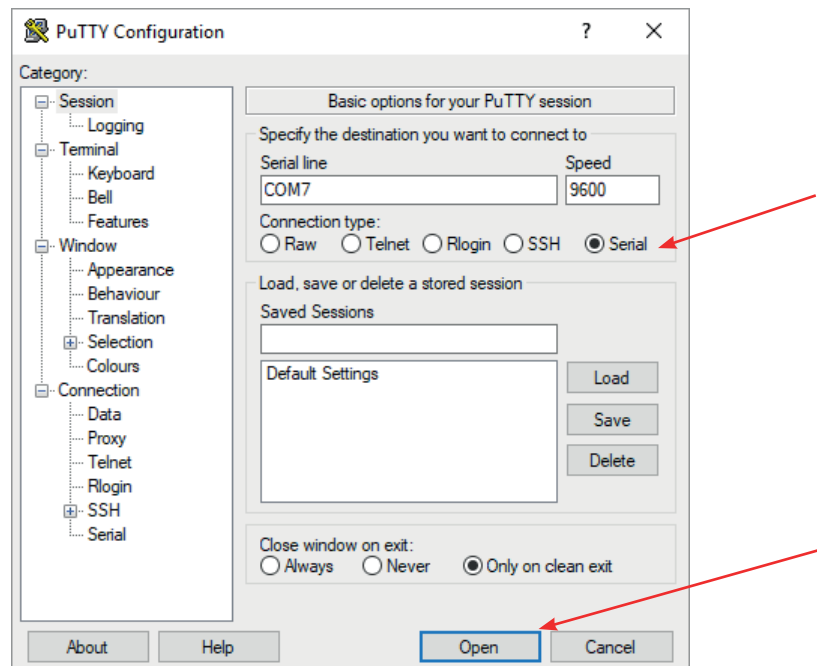 PuTTY Configuration
?
Category:
Session
Logging
Terminal
Keyboard
Bell
Features
Window
Appearance
Behaviour
Translation
Selection
Colours
Connection
Data
Proxy
Telnet
Rlogin
SSH
Serial
Basic options for your PuTTY session
Specify the destination you want to connect to
Serial line Speed
COM7 9600
Connection type:
Raw Telnet Rlogin SSH Serial
Load, save or delete a stored session
Saved Sessions
Default Settings
Load
Save
Delete
Close window on exit:
Always Never Only on clean exit
About Help Open Cancel